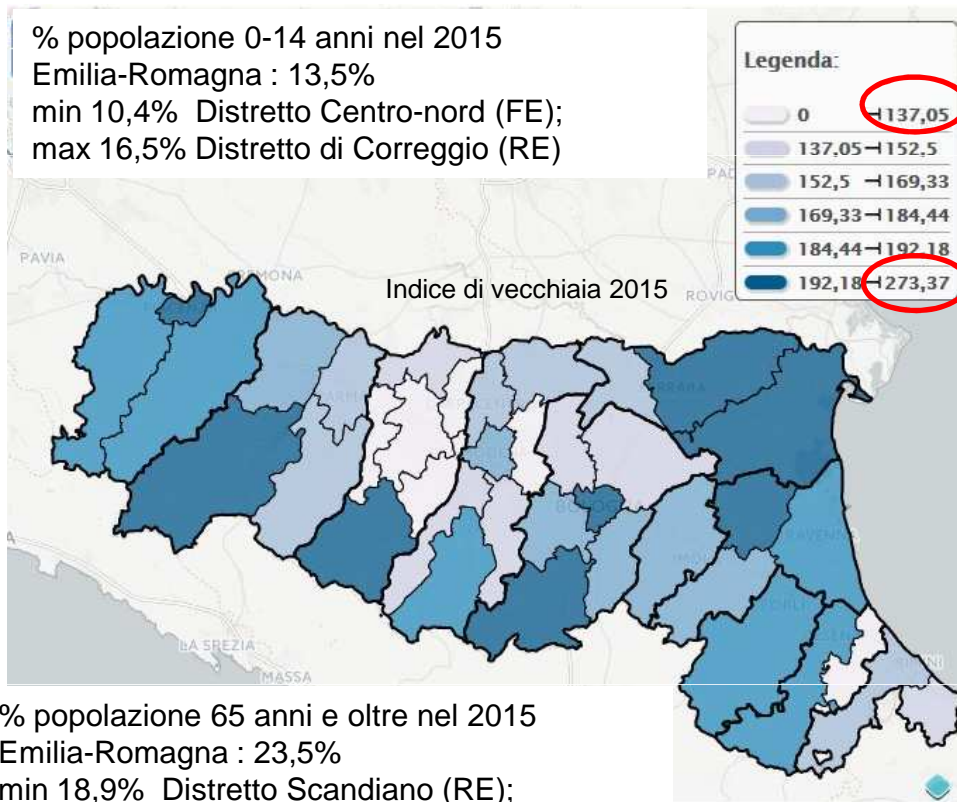 % popolazione 0-14 anni nel 2015
Emilia-Romagna : 13,5%
min 10,4%  Distretto Centro-nord (FE);
max 16,5% Distretto di Correggio (RE)
Legenda:
0 ⊣137,05
137,05⊣152,5
152,5 ⊣169,33
169,33⊣184,44
184,44⊣192,18
192,18⊣273,37
Indice di vecchiaia 2015
PAVIA
ROVIG
BOLOGNA
RAVENNA
FORLI
LA SPEZIA
MASSA
% popolazione 65 anni e oltre nel 2015
Emilia-Romagna : 23,5%
min 18,9%  Distretto Scandiano (RE);